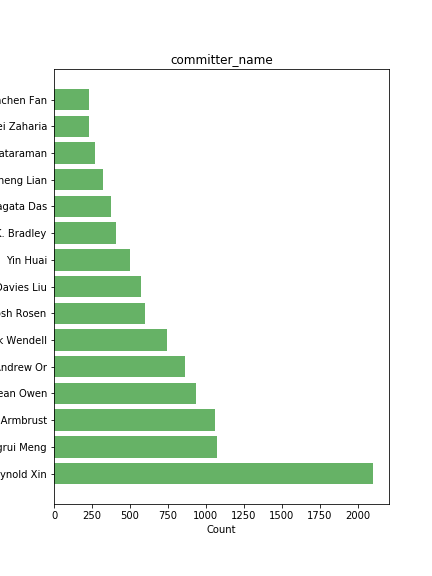 committer_name
chen Fan
ei Zaharia
ataraman
heng Lian
agata Das
K. Bradley
Yin Huai
Davies Liu
osh Rosen
k Wendell
Andrew Or
ean Owen
Armbrust
grui Meng
ynold Xin
0 250 500 750 1000 1250 1500 1750 2000
Count